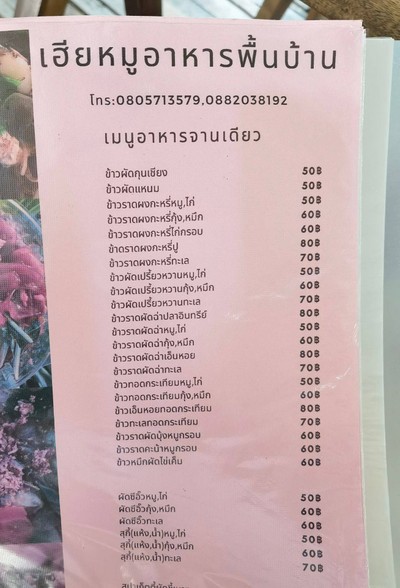 เฮียหมูอาหารพื้นบ้าน
โทร:0805713579,0882038192
เมนูอาหารจานเดียว
ข้าวผัดกุนเชียง 50฿
ข้าวผัดแหนม 50฿
ข้าวราดผงกะหรี่หมู,ไก่ 50฿
ข้าวราดผงกะหรี่กุ้ง,หมึก 60฿
ข้าวราดผงกะหรี่ไก่กรอบ 60฿
ข้าตราดผงกะหรี่ปู 80฿
ข้าวราดผงกะหรี่ทะเล 70฿
ข้าวผัดเปรี้ยวหวานหมู,ไก่ 50฿
ข้าวผัดเปรี้ยวหวานกุ้ง,หมึก 60฿
ข้าวผัดเปรี้ยวหวานทะเล 70฿
ข้าวราดผัดฉ่าปลาอินทรีย์ 80฿
ข้าวราดผัดฉ่าหมู,ไก่ 50฿
ข้าวราดผัดฉ่ากุ้ง,หมึก 60฿
ข้าวราดผัดฉ่าเอ็นหอย 80฿
ข้าวราดผัดฉ่าทะเล 70฿
ข้าวทอดกระเทียมหมู,ไก่ 50฿
ข้าวทอดกระเทียมกุ้ง,หมึก 60฿
ข้าวเอ็นหอยทอดกระเทียม 80฿
ข้าวทะเลทอดกระเทียม 70฿
ข้าวราดผัดบุ้งหมูกรอบ 60฿
ข้าวราดคะน้าหมูกรอบ 60฿
ข้าวหมึกผัดไข่เค็ม 60฿
ผัดซีอิ๊วหมู,ไก่ 50฿
ผัดซีอิ๊วกุ้ง,หมึก 60฿
ผัดซีอิ๊วทะเล 60฿
สุกี้(แห้ง,น้ำ)หมู,ไก่ 50฿
สุกี้(แห้ง,น้ำ)กุ้ง,หมึก 60฿
สุกี้(แห้ง,น้ำ)ทะเล 70฿